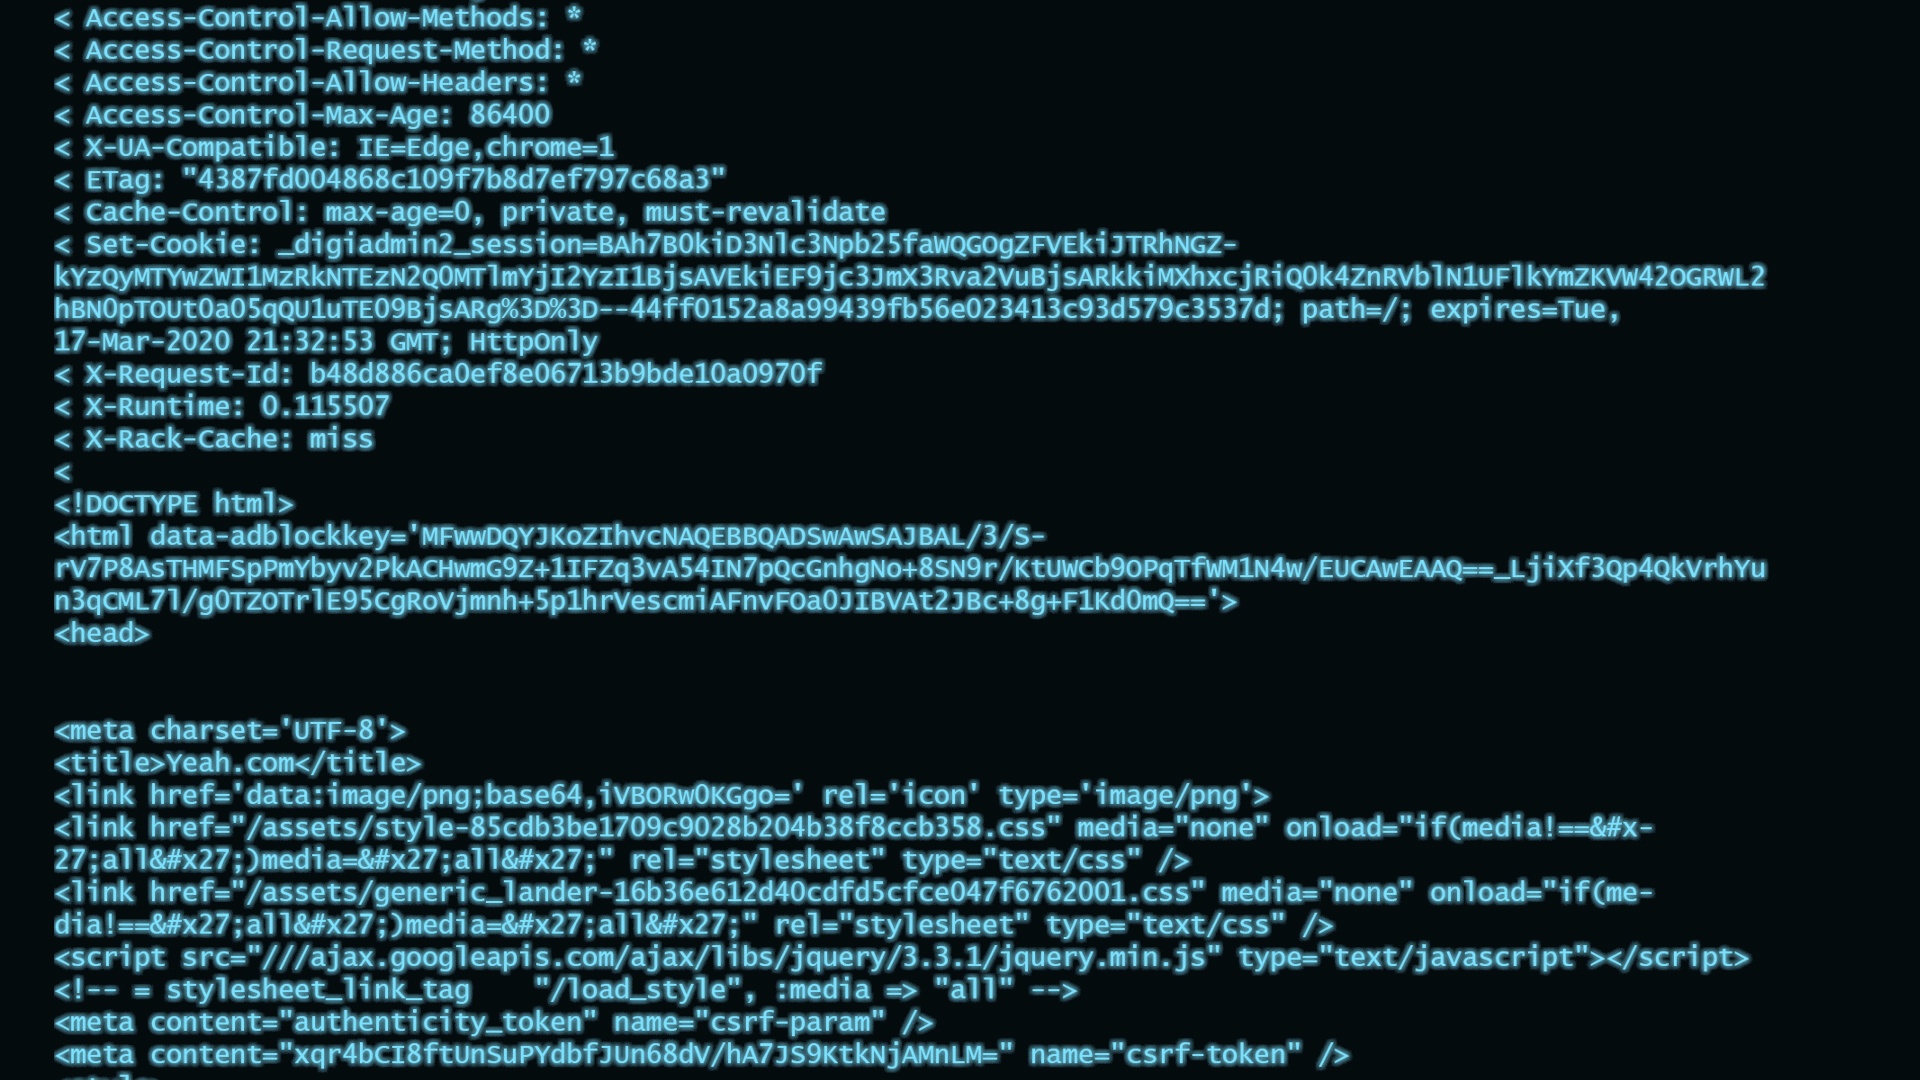 < Access-Control-Allow-Methods: *
< Access-Control-Request-Method: *
< Access-Control-Allow-Headers: *
< Access-Control-Max-Age: 86400
< X-UA-Compatible: IE=Edge,chrome=1
< ETag: "4387fd004868c109f7b8d7ef797c68a3"
< Cache-Control: max-age=0, private, must-revalidate
< Set-Cookie: _digiadmin2_session=BAh7B0kiD3Nlc3Npb25faWQGOgZFVEkiJTRhNGZ-
kYzQyMTYwZWI1MzRkNTEzN2Q0MTlmYjI2YzI1BjsAVEkiEF9jc3JmX3Rva2VuBjsARkkiMXhxcjRiQ0k4ZnRVblN1UFlkYmZKVW42OGRWL2
hBN0pTOUt0a05qQU1uTE09BjsARg%3D%3D--44ff0152a8a99439fb56e023413c93d579c3537d; path=/; expires=Tue,
17-Mar-2020 21:32:53 GMT; HttpOnly
< X-Request-Id: b48d886ca0ef8e06713b9bde10a0970f
< X-Runtime: 0.115507
< X-Rack-Cache: miss
<
<!DOCTYPE html>
<html data-adblockkey='MFwwDQYJKoZIhvcNAQEBBQADSwAwSAJBAL/3/S-
rV7P8AsTHMFSpPmYbyv2PkACHwmG9Z+1IFZq3vA54IN7pQcGnhgNo+8SN9r/KtUWCb9OPqTfWM1N4w/EUCAwEAAQ==_LjiXf3Qp4QkVrhYu
n3qCML7l/g0TZOTrlE95CgRoVjmnh+5p1hrVescmiAFnvFOa0JIBVAt2JBc+8g+F1Kd0mQ=='>
<head>
<meta charset='UTF-8'>
<title>Yeah.com</title>
<link href='data:image/png;base64,iVBORw0KGgo=' rel='icon' type='image/png'>
<link href="/assets/style-85cdb3be1709c9028b204b38f8ccb358.css" media="none" onload="if(media!==&#x-
27;all&#x27;)media=&#x27;all&#x27;" rel="stylesheet" type="text/css" />
<link href="/assets/generic_lander-16b36e612d40cdfd5cfce047f6762001.css" media="none" onload="if(me-
dia!==&#x27;all&#x27;)media=&#x27;all&#x27;" rel="stylesheet" type="text/css" />
<script src="///ajax.googleapis.com/ajax/libs/jquery/3.3.1/jquery.min.js" type="text/javascript"></script>
<!-- = stylesheet_link_tag    "/load_style", :media => "all" -->
<meta content="authenticity_token" name="csrf-param" />
<meta content="xqr4bCI8ftUnSuPYdbfJUn68dV/hA7JS9KtkNjAMnLM=" name="csrf-token" />